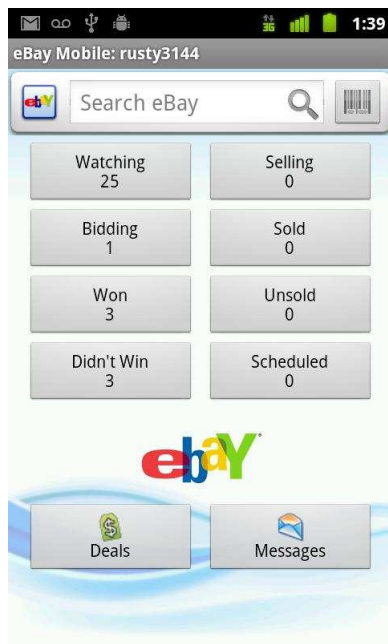 3G
1:39
eBay Mobile: rusty3144
ebY
Search eBay
Watching
25
Selling
0
Bidding
1
Sold
0
Won
3
Unsold
0
Didn't Win
3
Scheduled
0
ebaY
Deals
Messages